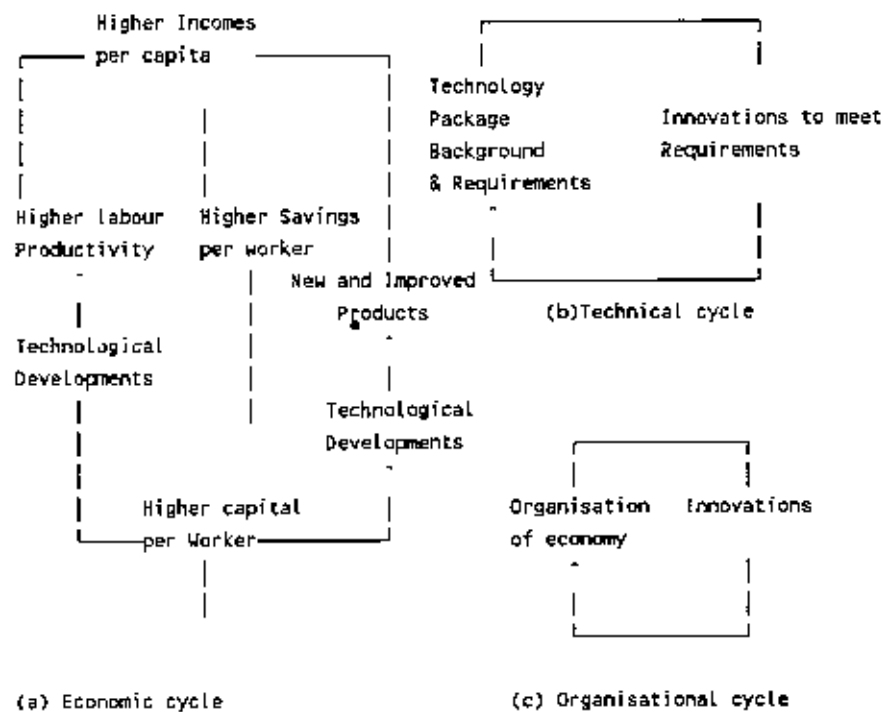 Higher Incomes
per capita
Technology
Package
Background
& Requirements
Innovations to meet
Requirements
Higher labour
Productivity
Higher Savings
per worker
New and Improved
Products
(b)Technical cycle
Technological
Developments
Technological
Developments
Higher capital
per Worker
Organisation
of economy
Innovations
(a) Economic cycle
(c) Organisational cycle